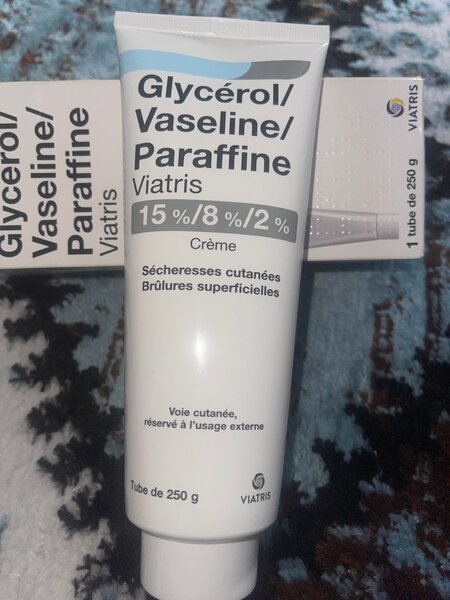 Glycérol/
Vaseline/
Paraffine
Viatris
15 %/8 %/2 %
Crème
Sécheresses cutanées
Brûlures superficielles
Voie cutanée,
réservé à l'usage externe
Tube de 250 g
VIATRIS
Glycérol/
Vaseline/
Paraffine
Viatris
VIATRIS
1 tube de 250 g